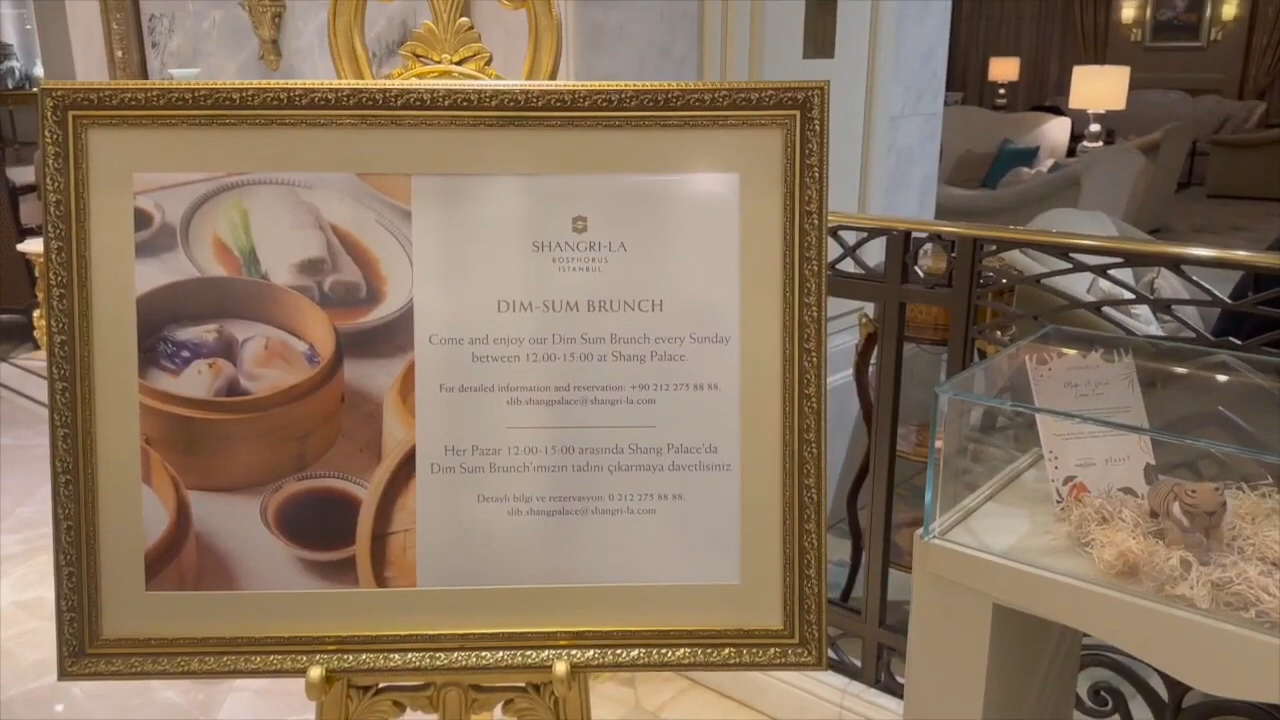 SHANGRI-LA
BOSPHORUS
ISTANBUL
DIM-SUM BRUNCH
Come and enjoy our Dim Sum Brunch every Sunday
between 12.00-15:00 at Shang Palace.
For detailed information and reservation: +90 212 275 88 88,
slib.shangpalace@shangri-la.com
Her Pazar 12:00-15:00 arasında Shang Palace'da
Dim Sum Brunch'ımızın tadını çıkarmaya davetlisiniz.
Detaylı bilgi ve rezervasyon: 0 212 275 88 88,
slib.shangpalace@shangri-la.com